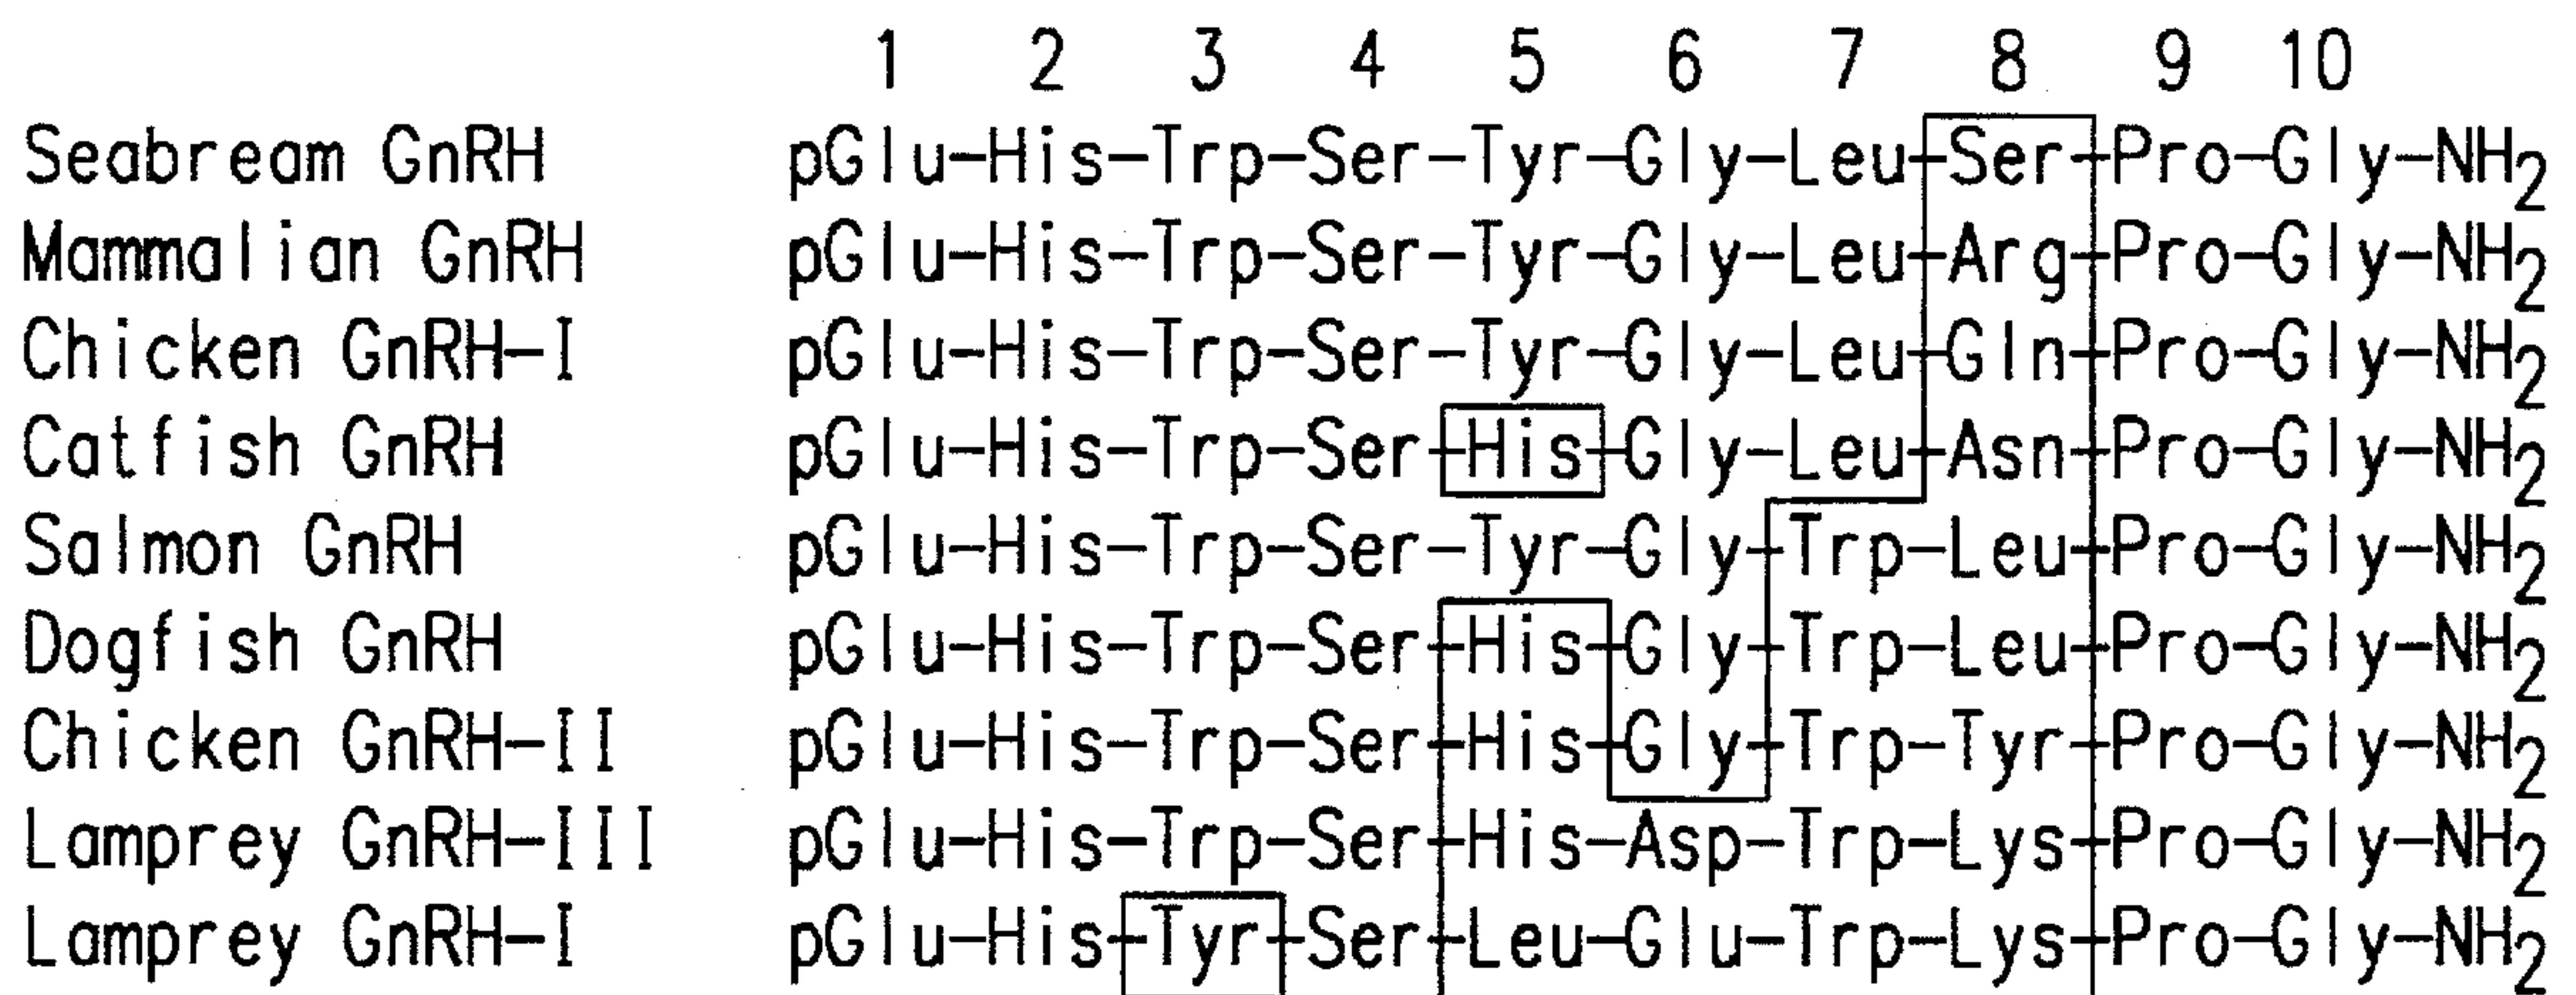 1 2 3 4 5 6 7 8 9 10
Seabream GnRH pGlu-His-Trp-Ser-Tyr-Gly-Leu-Ser-Pro-Gly-NH2
Mammalian GnRH pGlu-His-Trp-Ser-Tyr-Gly-Leu-Arg-Pro-Gly-NH2
Chicken GnRH-I pGlu-His-Trp-Ser-Tyr-Gly-Leu-Gln-Pro-Gly-NH2
Catfish GnRH pGlu-His-Trp-Ser-His-Gly-Leu-Asn-Pro-Gly-NH2
Salmon GnRH pGlu-His-Trp-Ser-Tyr-Gly-Trp-Leu-Pro-Gly-NH2
Dogfish GnRH pGlu-His-Trp-Ser-His-Gly-Trp-Leu-Pro-Gly-NH2
Chicken GnRH-II pGlu-His-Trp-Ser-His-Gly-Trp-Tyr-Pro-Gly-NH2
Lamprey GnRH-III pGlu-His-Trp-Ser-His-Asp-Trp-Lys-Pro-Gly-NH2
Lamprey GnRH-I pGlu-His-Tyr-Ser-Leu-Glu-Trp-Lys-Pro-Gly-NH2